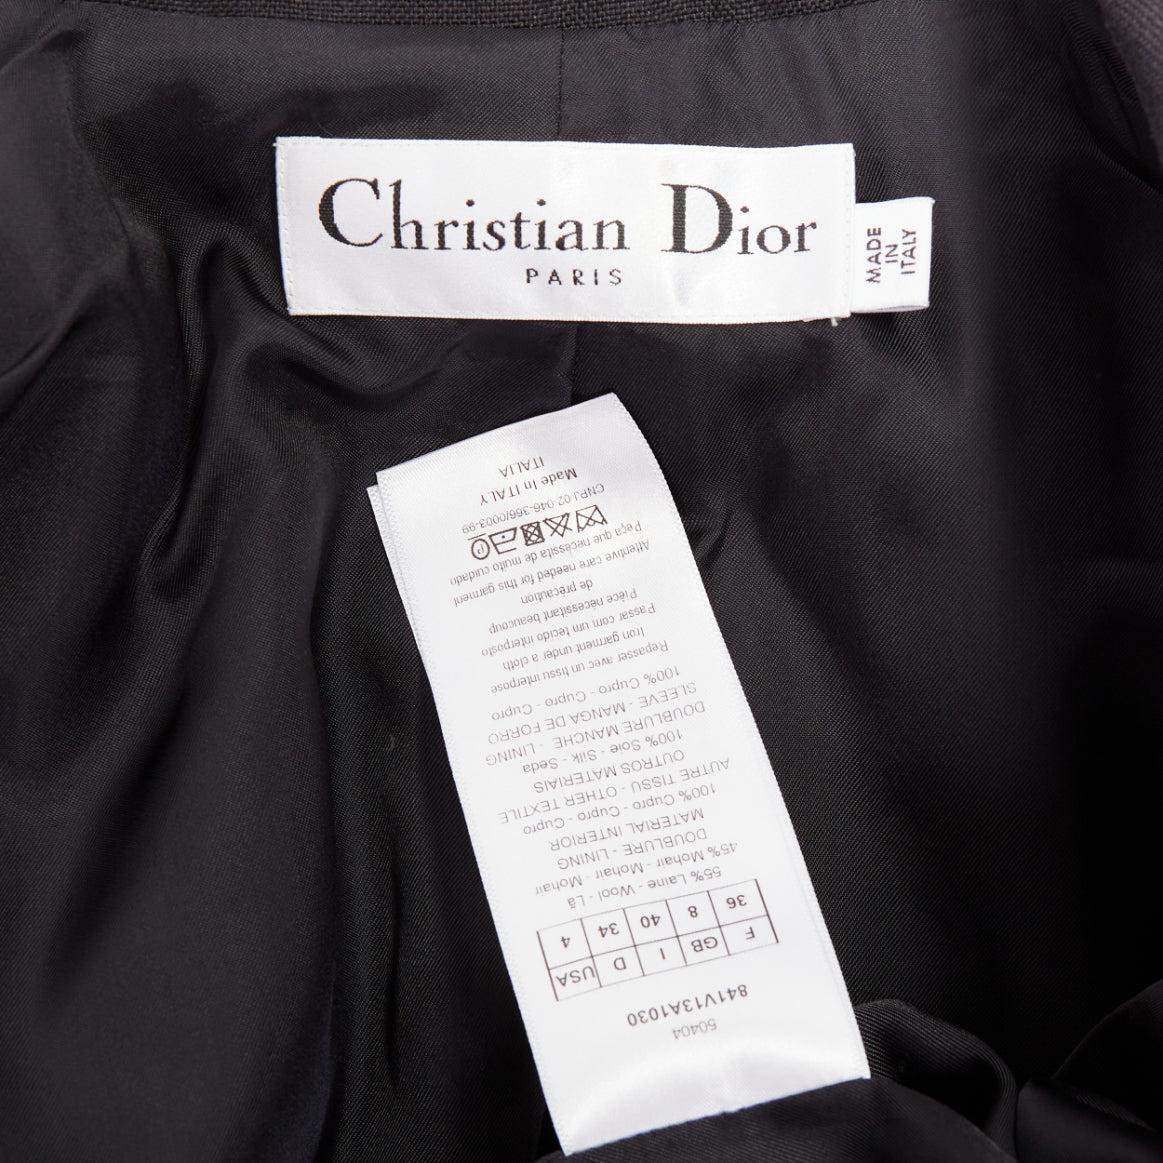 Christian Dior
PARIS
MADE
IN
ITALY
50404
841V13A1030
F GB I D USA
36 8 40 34 4
55% Laine - Wool - Lã
45% Mohair - Mohair - Mohair
DOUBLURE - LINING
MATERIAL INTERIOR
100% Cupro - Cupro - Cupro
AUTRE TISSU - OTHER TEXTILE
OUTROS MATERIAIS
100% Soie - Silk - Seda
DOUBLURE MANCHE - LINING
SLEEVE - MANGA DE FORRO
100% Cupro - Cupro - Cupro
Repasser avec un tissu interposé
Iron garment under a cloth
Passar com um tecido interposto
Pièce nécessitant beaucoup
de précaution
Attentive care needed for this garment
Peça que necessita de muito cuidado
P
CNPJ 02.046-366/0003-99
Made In ITALY
ITALIA